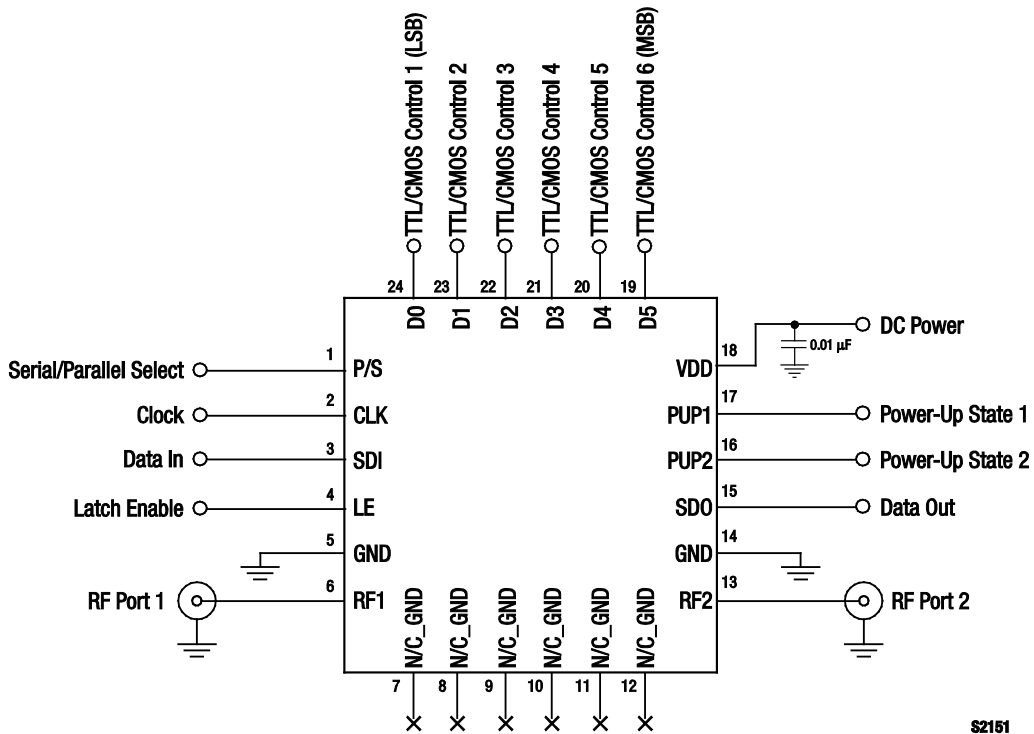 TTL/CMOS Control 1 (LSB)
TTL/CMOS Control 2
TTL/CMOS Control 3
TTL/CMOS Control 4
TTL/CMOS Control 5
TTL/CMOS Control 6 (MSB)
24
23
22
21
20
19
D0
D1
D2
D3
D4
D5
Serial/Parallel Select
1
P/S
Clock
2
CLK
Data In
3
SDI
Latch Enable
4
LE
5
GND
RF Port 1
6
RF1
VDD
18
0.01 µF
DC Power
PUP1
17
Power-Up State 1
PUP2
16
Power-Up State 2
SDO
15
Data Out
GND
14
RF2
13
RF Port 2
N/C_GND
N/C_GND
N/C_GND
N/C_GND
N/C_GND
N/C_GND
7
8
9
10
11
12
S2151